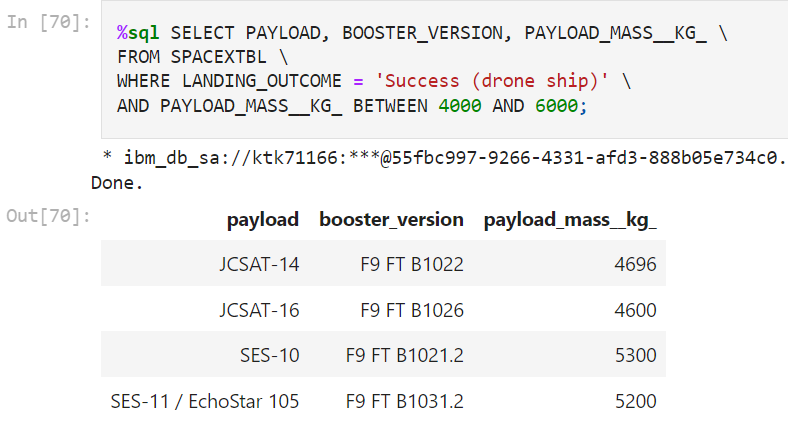 In [70]:
%sql SELECT PAYLOAD, BOOSTER_VERSION, PAYLOAD_MASS__KG_ \
FROM SPACEXTBL \
WHERE LANDING_OUTCOME = 'Success (drone ship)' \
AND PAYLOAD_MASS__KG_ BETWEEN 4000 AND 6000;
* ibm_db_sa://ktk71166:***@55fbc997-9266-4331-afd3-888b05e734c0.
Done.
Out[70]:
payload booster_version payload_mass__kg_
JCSAT-14 F9 FT B1022 4696
JCSAT-16 F9 FT B1026 4600
SES-10 F9 FT B1021.2 5300
SES-11 / EchoStar 105 F9 FT B1031.2 5200